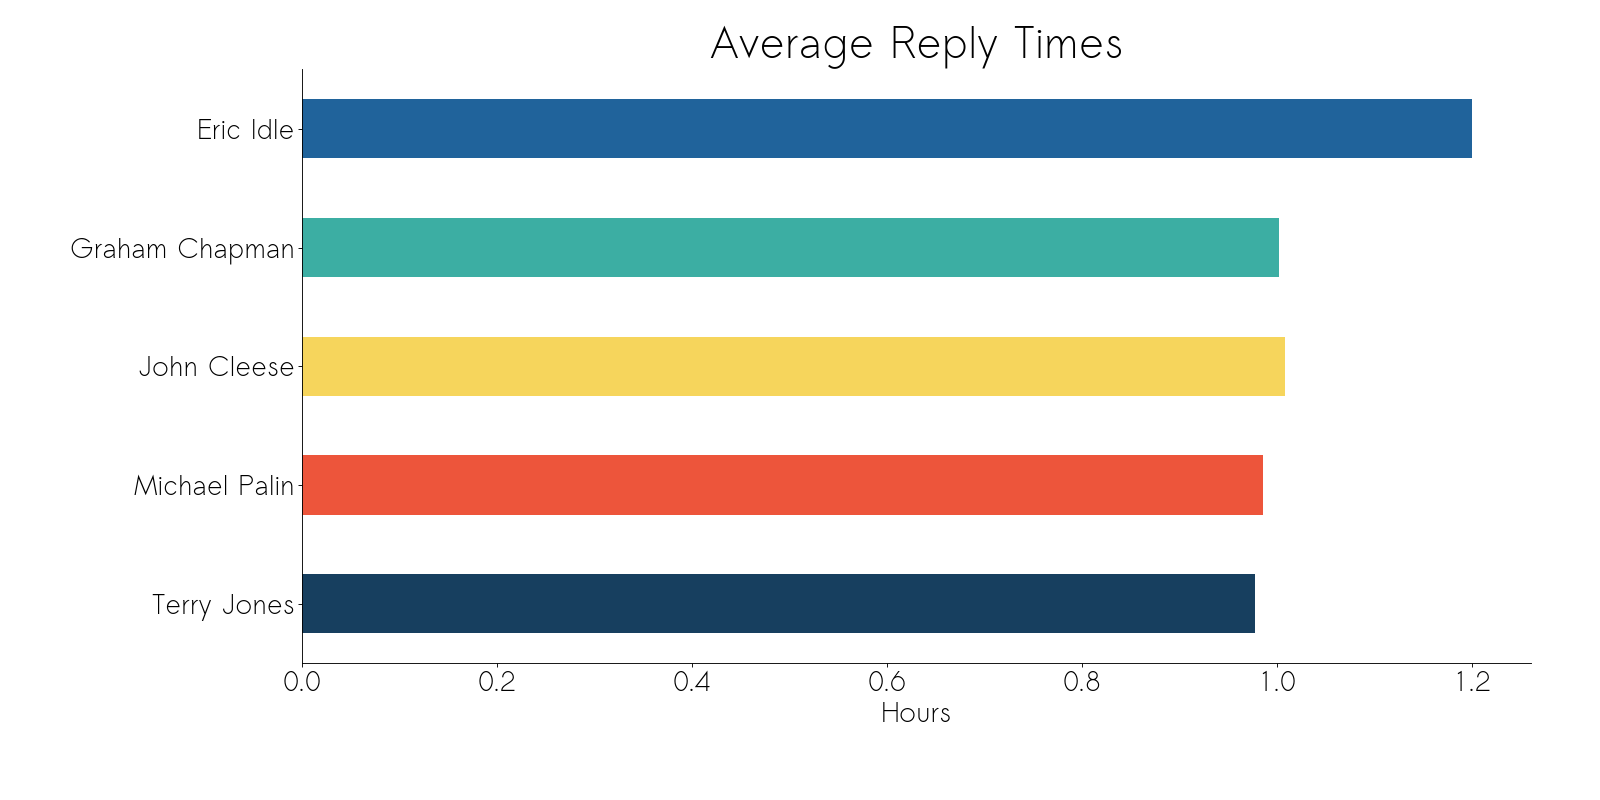 Average Reply Times
Eric Idle
Graham Chapman
John Cleese
Michael Palin
Terry Jones
0.0 0.2 0.4 0.6 0.8 1.0 1.2
Hours